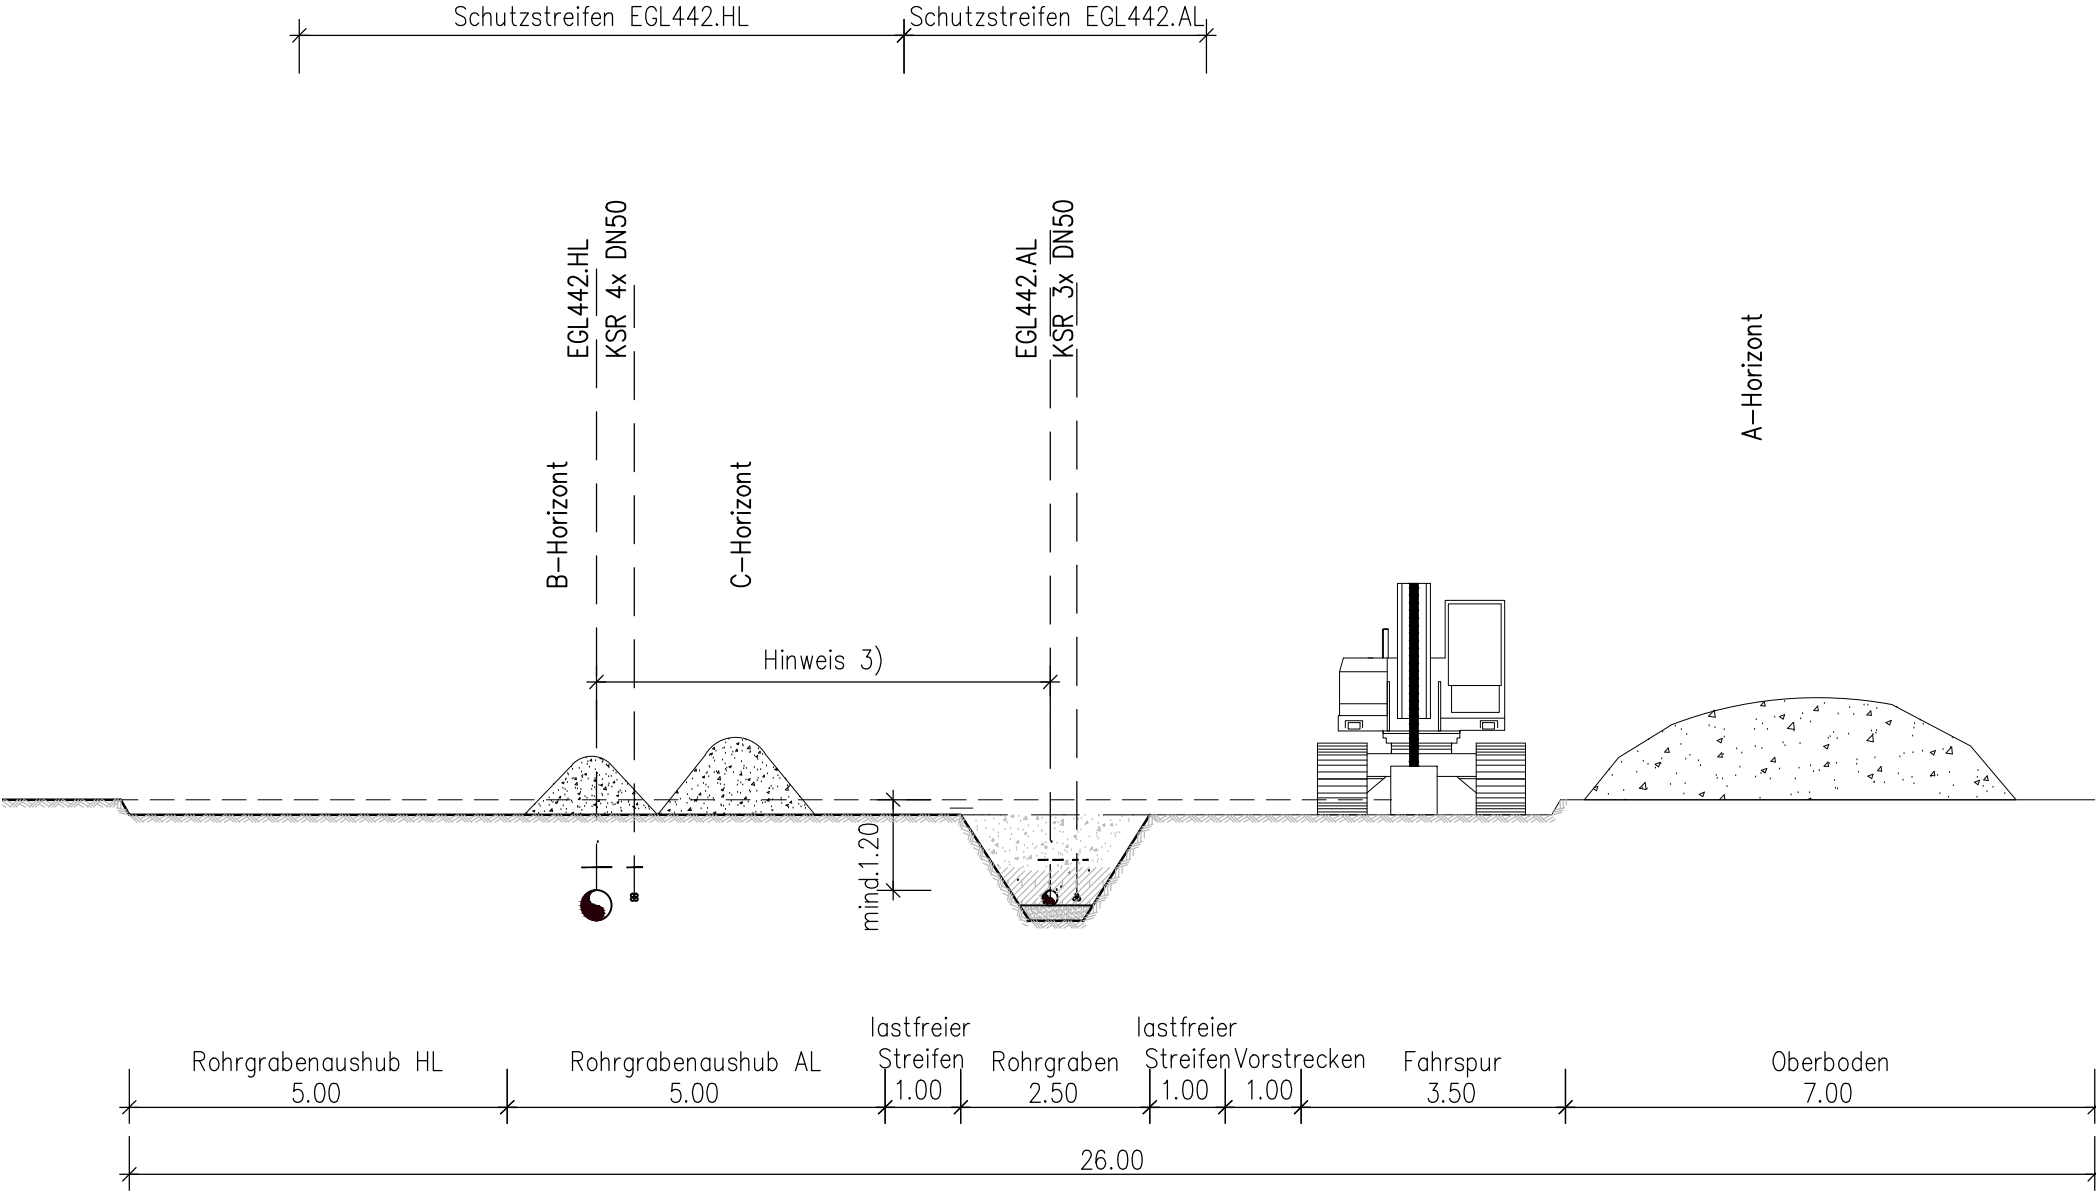 Schutzstreifen EGL442.HL
Schutzstreifen EGL442.AL
EGL442.HL
KSR 4x DN50
EGL442.AL
KSR 3x DN50
A-Horizont
B-Horizont
C-Horizont
Hinweis 3)
mind.1.20
Rohrgrabenaushub HL
5.00
Rohrgrabenaushub AL
5.00
lastfreier
Streifen
1.00
Rohrgraben
2.50
lastfreier
Streifen
1.00
Vorstrecken
1.00
Fahrspur
3.50
Oberboden
7.00
26.00